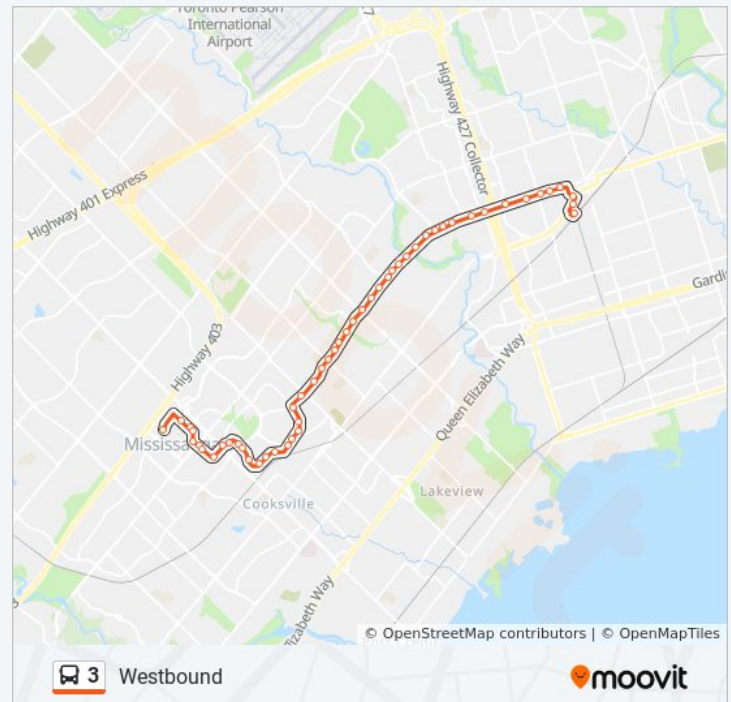 Toronto Pearson
International
Airport
Highway 427 Collector
Highway 401 Express
Highway 403
Gardi
Queen Elizabeth Way
Mississauga
Lakeview
Cooksville
Elizabeth Way
© OpenStreetMap contributors | © OpenMapTiles
3 Westbound
moovit